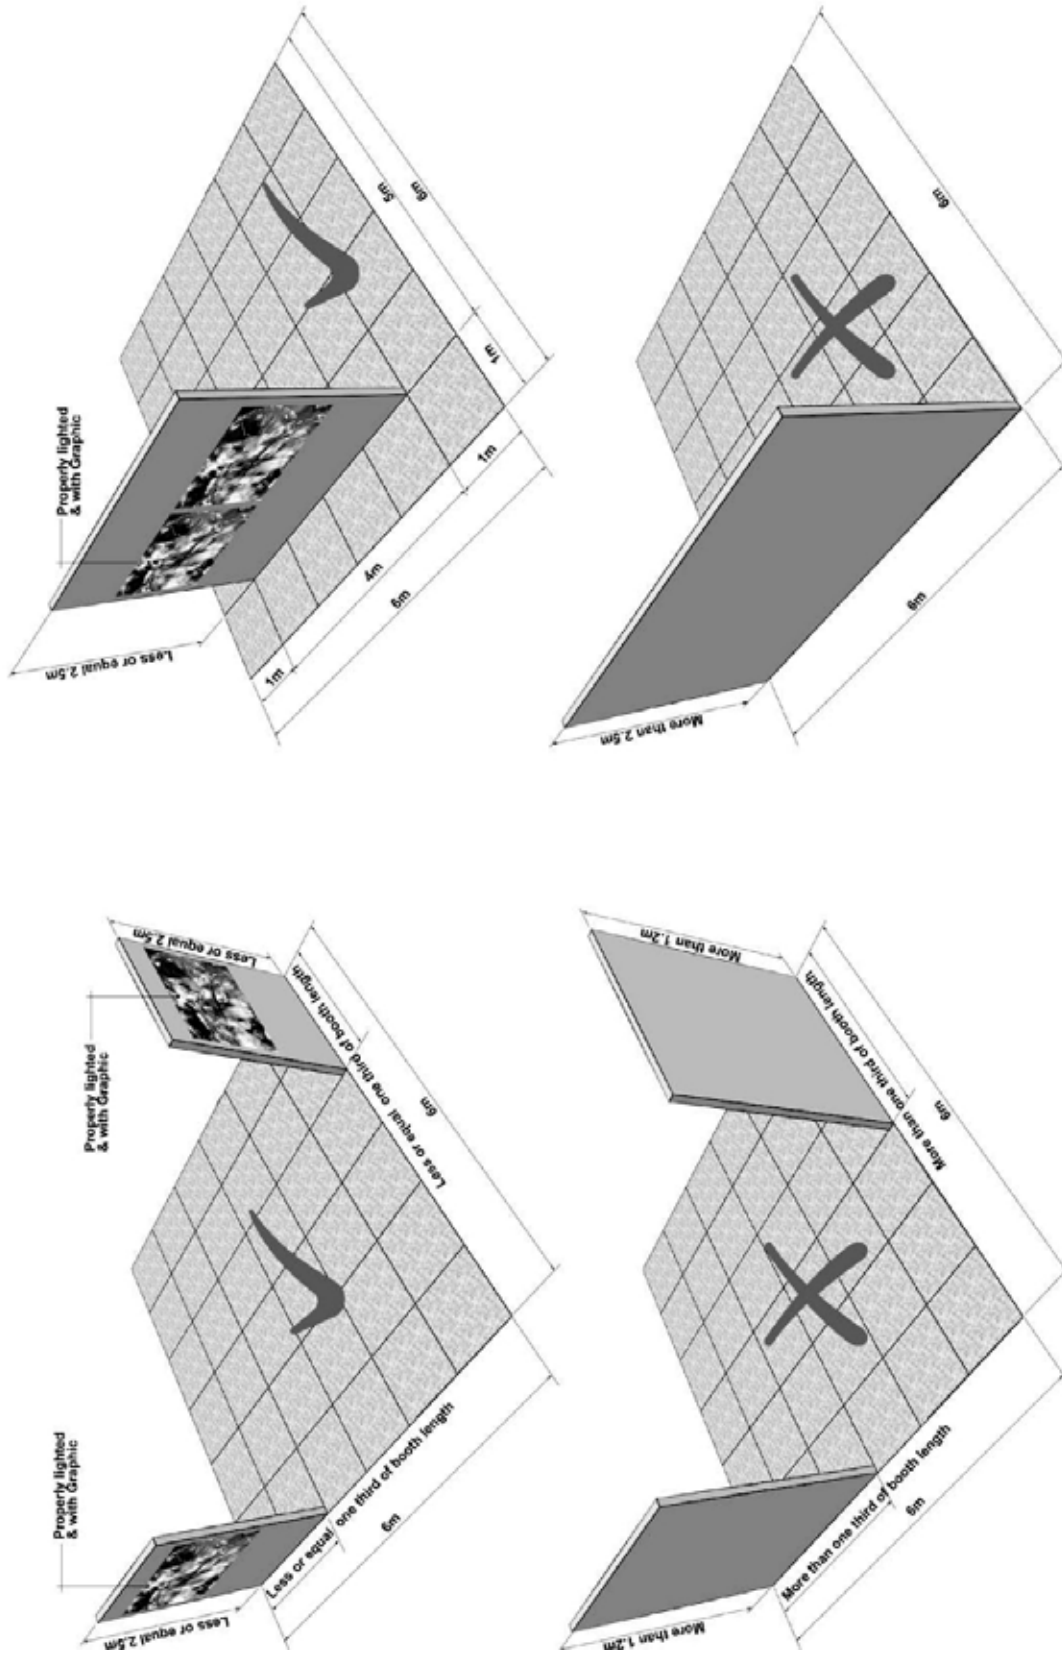 Properly lighted
& with Graphic
Less or equal 2.5m
1m
4m
1m
6m
1m
5m
6m
More than 2.5m
6m
6m
Properly lighted
& with Graphic
Properly lighted
& with Graphic
Less or equal 2.5m
Less or equal one third of booth length
6m
Less or equal 2.5m
Less or equal one third of booth length
6m
More than 1.2m
More than one third of booth length
6m
More than 1.2m
More than one third of booth length
6m